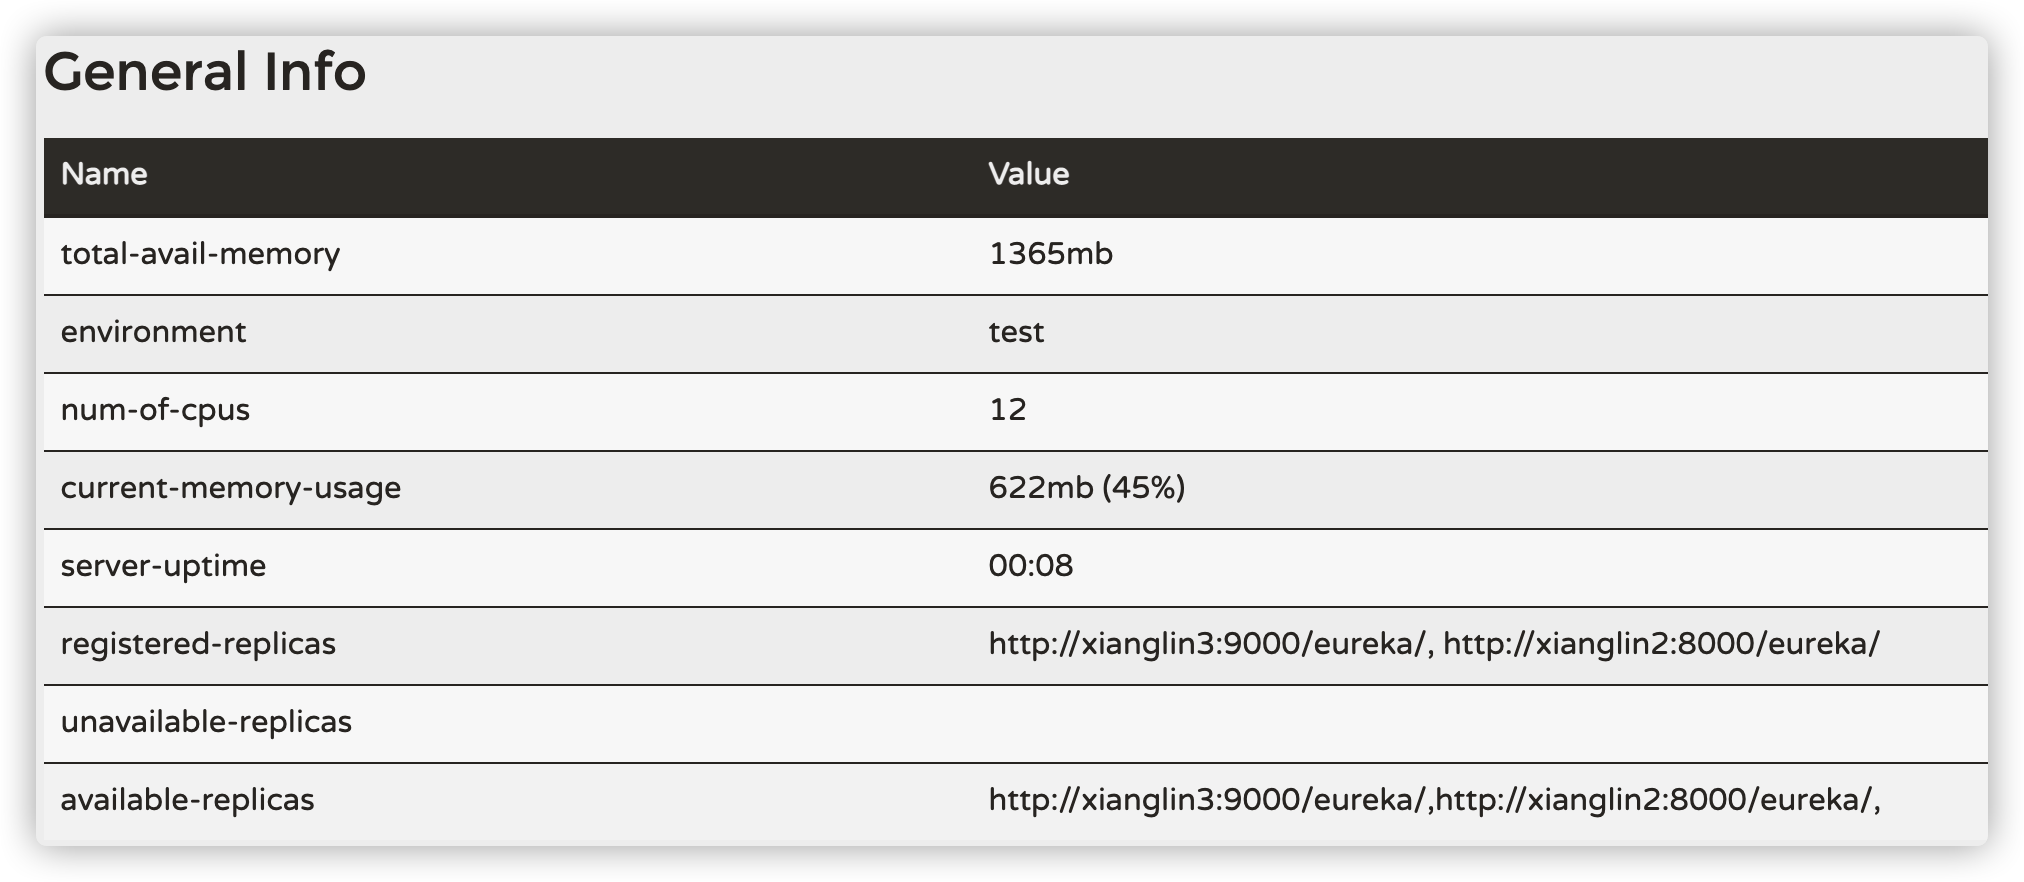 General Info
Name Value
total-avail-memory 1365mb
environment test
num-of-cpus 12
current-memory-usage 622mb (45%)
server-uptime 00:08
registered-replicas http://xianglin3:9000/eureka/, http://xianglin2:8000/eureka/
unavailable-replicas
available-replicas http://xianglin3:9000/eureka/,http://xianglin2:8000/eureka/,